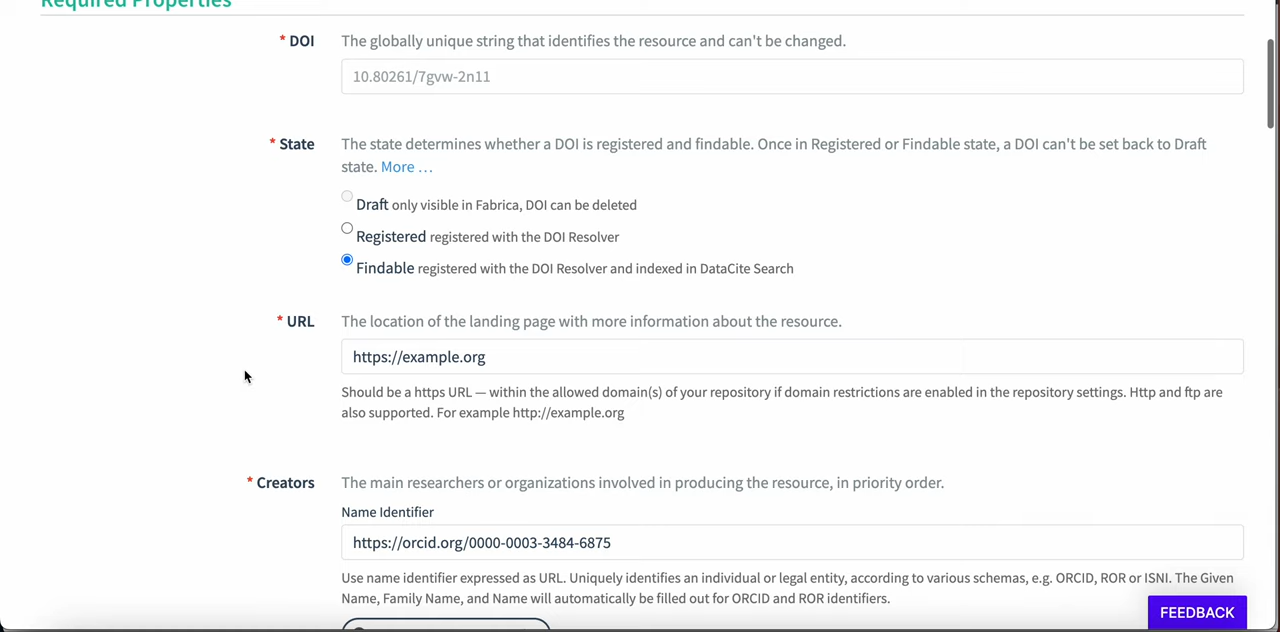 Required Properties
* DOI
The globally unique string that identifies the resource and can't be changed.
10.80261/7gvw-2n11
* State
The state determines whether a DOI is registered and findable. Once in Registered or Findable state, a DOI can't be set back to Draft
state. More …
Draft only visible in Fabrica, DOI can be deleted
Registered registered with the DOI Resolver
Findable registered with the DOI Resolver and indexed in DataCite Search
* URL
The location of the landing page with more information about the resource.
https://example.org
Should be a https URL — within the allowed domain(s) of your repository if domain restrictions are enabled in the repository settings. Http and ftp are
also supported. For example http://example.org
* Creators
The main researchers or organizations involved in producing the resource, in priority order.
Name Identifier
https://orcid.org/0000-0003-3484-6875
Use name identifier expressed as URL. Uniquely identifies an individual or legal entity, according to various schemas, e.g. ORCID, ROR or ISNI. The Given
Name, Family Name, and Name will automatically be filled out for ORCID and ROR identifiers.
FEEDBACK